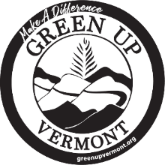 Make A Difference
GREEN UP
VERMONT
greenupvermont.org